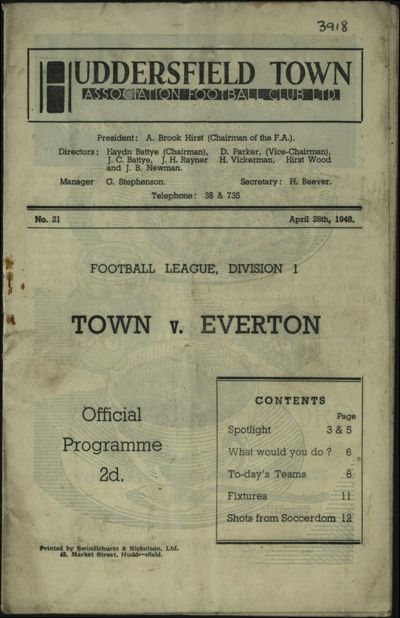 3918
HUDDERSFIELD TOWN
ASSOCIATION FOOTBALL CLUB LTD.
President: A. Brook Hirst (Chairman of the F.A.).
Directors: Haydn Battye (Chairman), D. Parker, (Vice-Chairman),
J. C. Battye, J. H. Rayner H. Vickerman, Hirst Wood
and J. B. Newman.
Manager G. Stephenson. Secretary: H. Beever.
Telephone: 35 & 735
No. 21 April 28th, 1948.
FOOTBALL LEAGUE, DIVISION 1
TOWN v. EVERTON
Official
Programme
2d.
CONTENTS
Page
Spotlight 3 & 5
What would you do? 6
To-day's Teams 8
Fixtures 11
Shots from Soccerdom 12
Printed by Swindlehurst & Nicholson, Ltd.
43, Market Street,